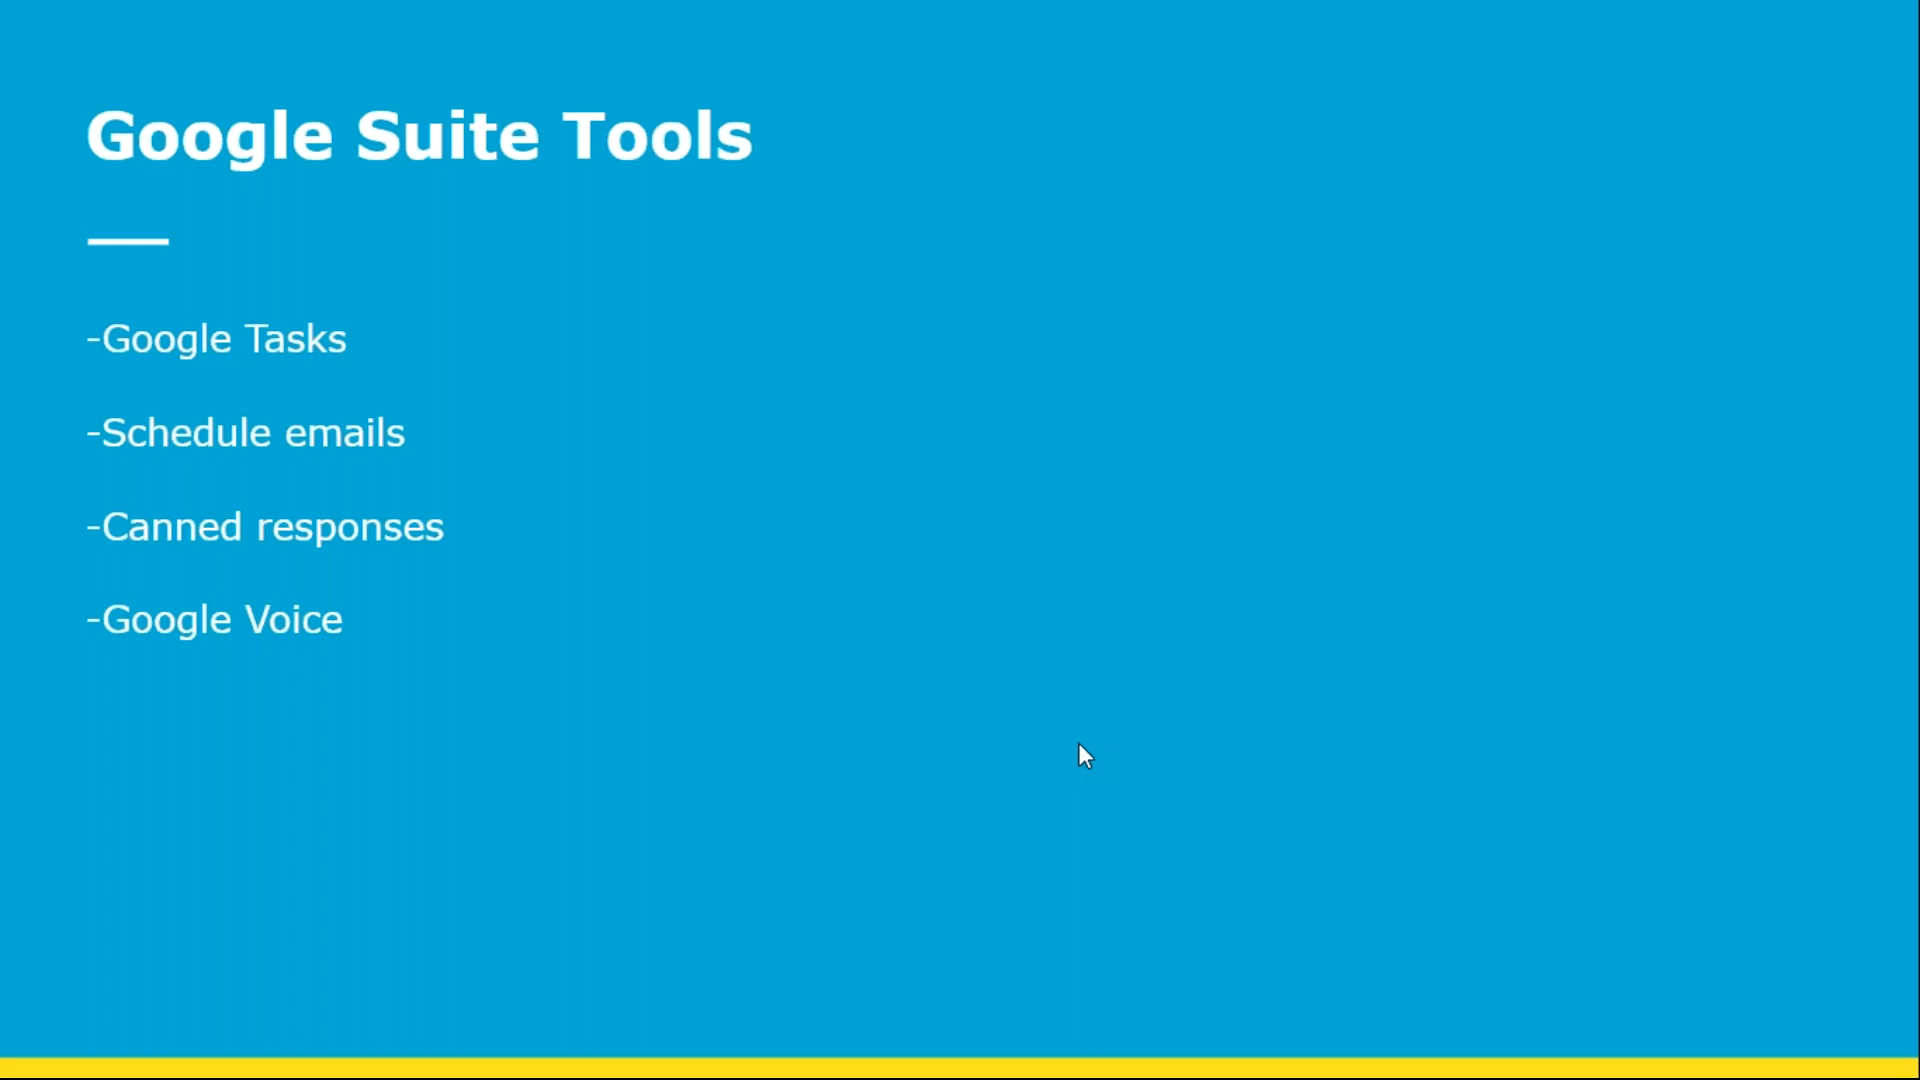 Google Suite Tools
-Google Tasks
-Schedule emails
-Canned responses
-Google Voice